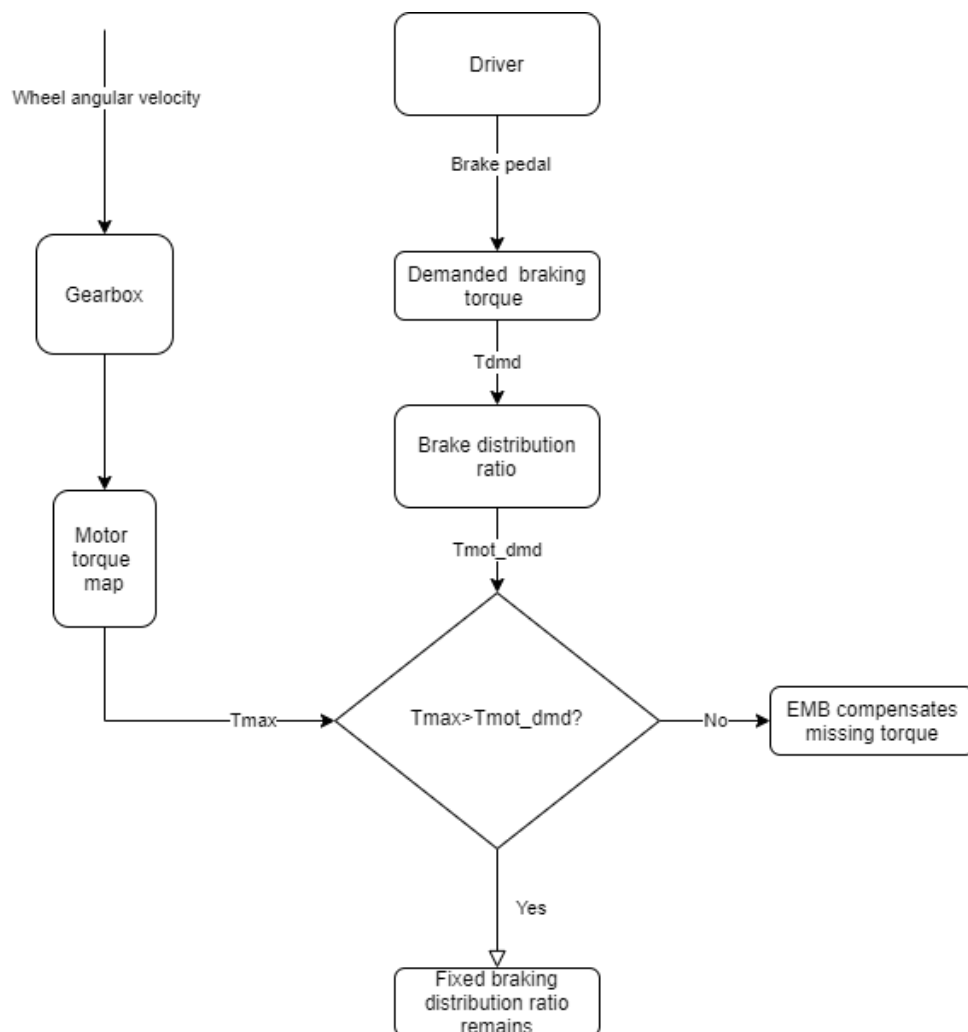 Driver
Wheel angular velocity
Brake pedal
Gearbox
Demanded braking
torque
Tdmd
Brake distribution
ratio
Motor
torque
map
Tmot_dmd
Tmax
Tmax>Tmot_dmd?
No
EMB compensates
missing torque
Yes
Fixed braking
distribution ratio
remains